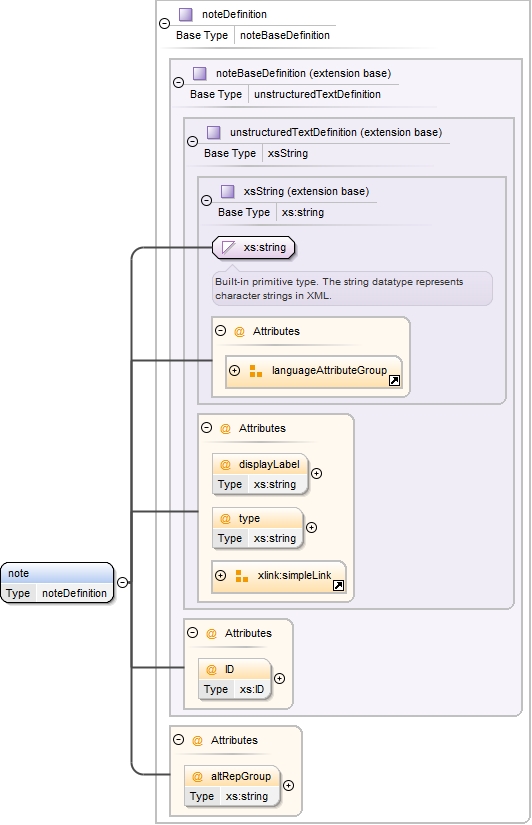 noteDefinition
Base Type noteBaseDefinition
noteBaseDefinition (extension base)
Base Type unstructuredTextDefinition
unstructuredTextDefinition (extension base)
Base Type xsString
xsString (extension base)
Base Type xs:string
xs:string
Built-in primitive type. The string datatype represents
character strings in XML.
@ Attributes
languageAttributeGroup
@ Attributes
@ displayLabel
Type xs:string
@ type
Type xs:string
xlink:simpleLink
note
Type noteDefinition
@ Attributes
@ ID
Type xs:ID
@ Attributes
@ altRepGroup
Type xs:string